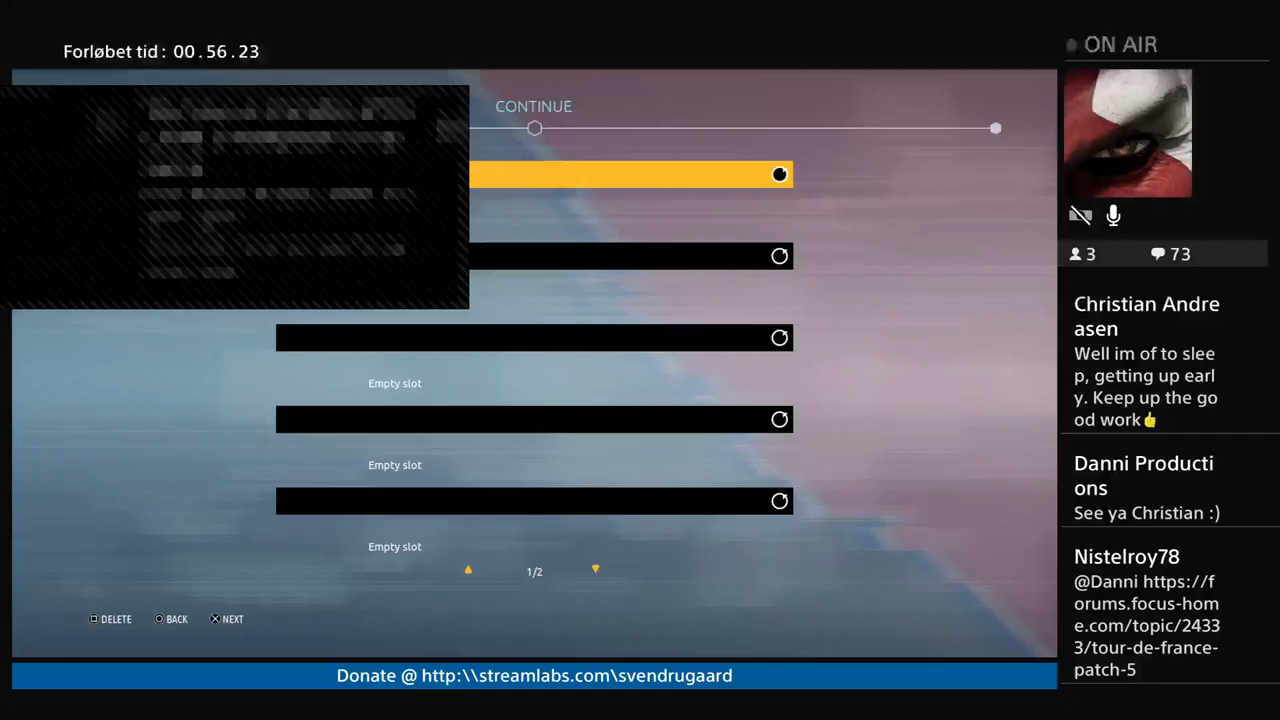 Forløbet tid: 00.56.23
ON AIR
CONTINUE
3 73
Christian Andre
asen
Well im of to slee
p, getting up earl
y. Keep up the go
od work👍
Empty slot
Empty slot
Danni Producti
ons
See ya Christian :)
Empty slot
1/2
Nistelroy78
@Danni https://f
orums.focus-hom
e.com/topic/2433
3/tour-de-france-
patch-5
DELETE BACK NEXT
Donate @ http:\\streamlabs.com\svendrugaard